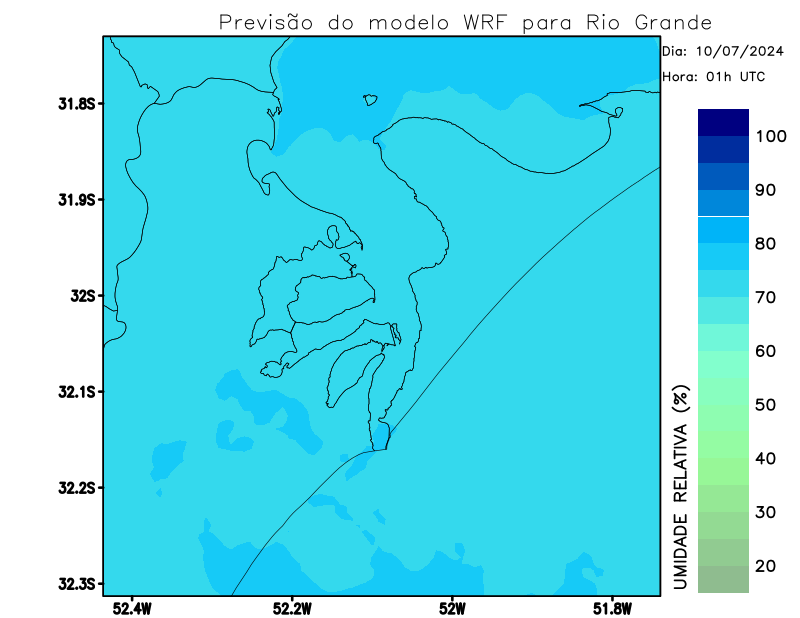 Previsão do modelo WRF para Rio Grande
Dia: 10/07/2024
Hora: 01h UTC
31.8S
31.9S
32S
32.1S
32.2S
32.3S
52.4W
52.2W
52W
51.8W
100
90
80
70
60
50
40
30
20
UMIDADE RELATIVA (%)